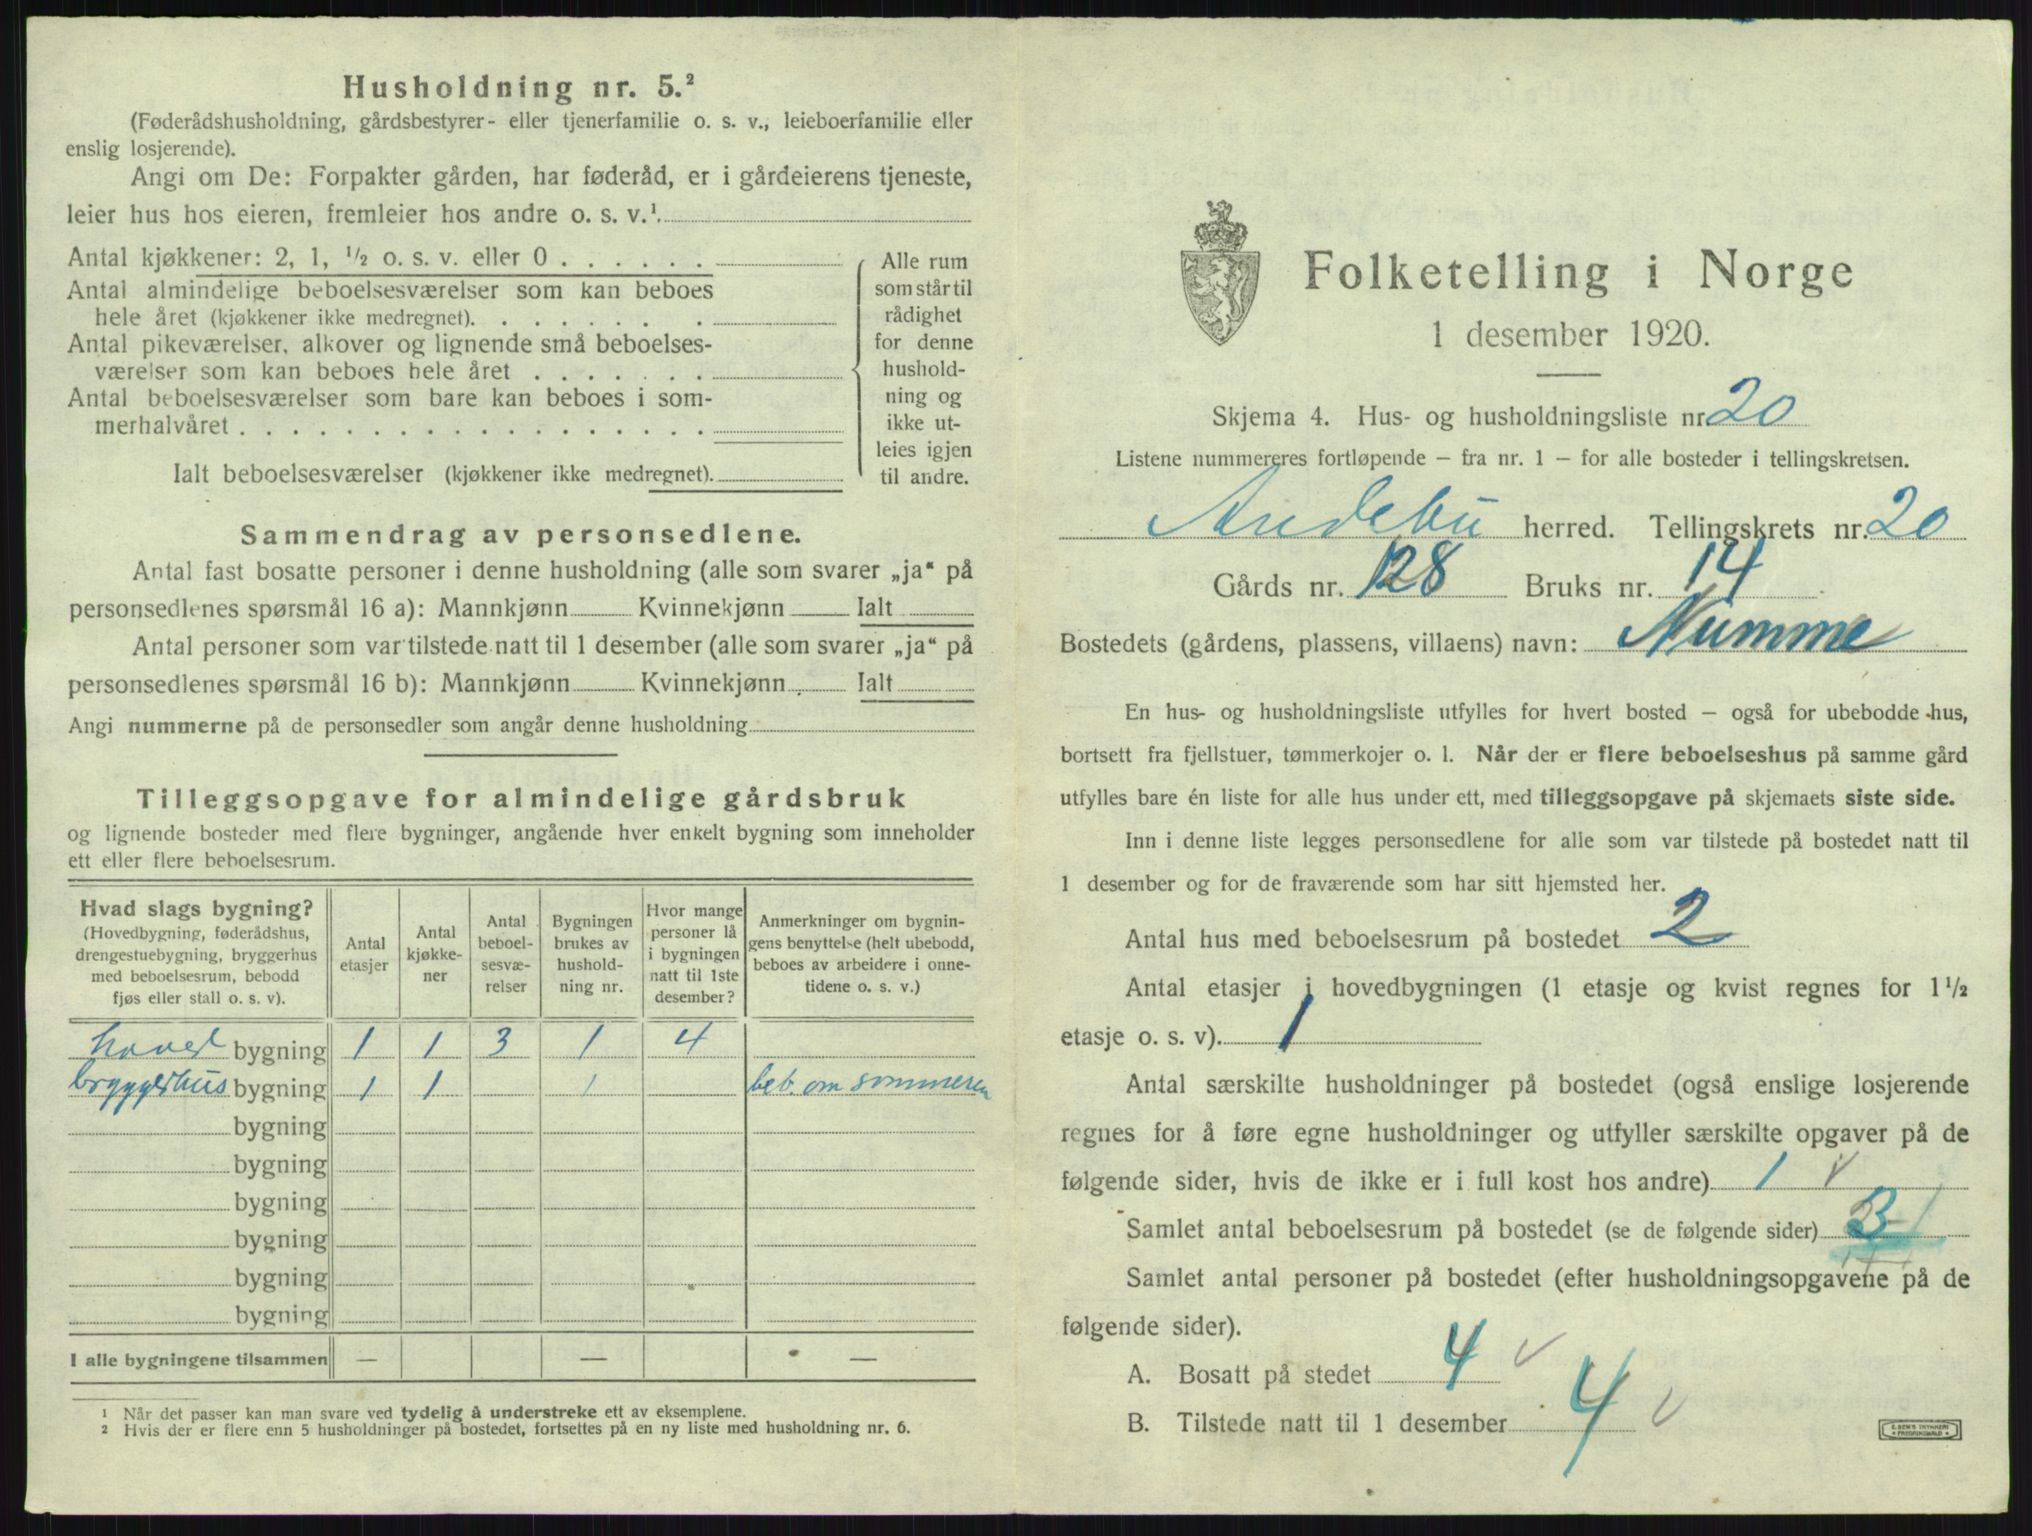 Husholdning nr. 5.²
(Føderådshusholdning, gårdsbestyrer- eller tjenerfamilie o. s. v., leieboerfamilie eller
enslig losjerende).
Angi om De: Forpakter gården, har føderåd, er i gårdeierens tjeneste,
leier hus hos eieren, fremleier hos andre o. s. v.¹
Antal kjøkkener: 2, 1, ½ o. s. v. eller 0 . . . . . .
Antal almindelige beboelsesværelser som kan beboes
hele året (kjøkkener ikke medregnet). . . . . . . .
Antal pikeværelser, alkover og lignende små beboelses-
værelser som kan beboes hele året . . . . . . .
Antal beboelsesværelser som bare kan beboes i som-
merhalvåret . . . . . . . . . . . . . . . . . .
Ialt beboelsesværelser (kjøkkener ikke medregnet).
Alle rum
som står til
rådighet
for denne
hushold-
ning og
ikke ut-
leies igjen
til andre.
Sammendrag av personsedlene.
Antal fast bosatte personer i denne husholdning (alle som svarer „ja“ på
personsedlenes spørsmål 16 a): Mannkjønn Kvinnekjønn Ialt
Antal personer som var tilstede natt til 1 desember (alle som svarer „ja“ på
personsedlenes spørsmål 16 b): Mannkjønn Kvinnekjønn Ialt
Angi nummerne på de personsedler som angår denne husholdning
Tilleggsopgave for almindelige gårdsbruk
og lignende bosteder med flere bygninger, angående hver enkelt bygning som inneholder
ett eller flere beboelsesrum.
Hvad slags bygning?
(Hovedbygning, føderådshus,
drengestuebygning, bryggerhus
med beboelsesrum, bebodd
fjøs eller stall o. s. v).
Antal
etasjer
Antal
kjøkke-
ner
Antal
beboel-
sesvæ-
relser
Bygningen
brukes av
hushold-
ning nr.
Hvor mange
personer lå
i bygningen
natt til 1ste
desember?
Anmerkninger om bygnin-
gens benyttelse (helt ubebodd,
beboes av arbeidere i onne-
tidene o. s. v.)
hoved bygning 1 1 3 1 4
bryggerhus bygning 1 1 1 beb. om sommeren
bygning
bygning
bygning
bygning
bygning
bygning
I alle bygningene tilsammen — — —
¹ Når det passer kan man svare ved tydelig å understreke ett av eksemplene.
² Hvis der er flere enn 5 husholdninger på bostedet, fortsettes på en ny liste med husholdning nr. 6.
Folketelling i Norge
1 desember 1920.
Skjema 4. Hus- og husholdningsliste nr. 20
Listene nummereres fortløpende — fra nr. 1 — for alle bosteder i tellingskretsen.
Andebu herred. Tellingskrets nr. 20
Gårds nr. 128 Bruks nr. 14
Bostedets (gårdens, plassens, villaens) navn: Numme
En hus- og husholdningsliste utfylles for hvert bosted — også for ubebodde hus,
bortsett fra fjellstuer, tømmerkojer o. l. Når der er flere beboelseshus på samme gård
utfylles bare én liste for alle hus under ett, med tilleggsopgave på skjemaets siste side.
Inn i denne liste legges personsedlene for alle som var tilstede på bostedet natt til
1 desember og for de fraværende som har sitt hjemsted her.
Antal hus med beboelsesrum på bostedet 2
Antal etasjer i hovedbygningen (1 etasje og kvist regnes for 1½
etasje o. s. v). 1
Antal særskilte husholdninger på bostedet (også enslige losjerende
regnes for å føre egne husholdninger og utfyller særskilte opgaver på de
følgende sider, hvis de ikke er i full kost hos andre) 1 √
Samlet antal beboelsesrum på bostedet (se de følgende sider) 3
Samlet antal personer på bostedet (efter husholdningsopgavene på de
følgende sider).
A. Bosatt på stedet 4 √
B. Tilstede natt til 1 desember 4 √